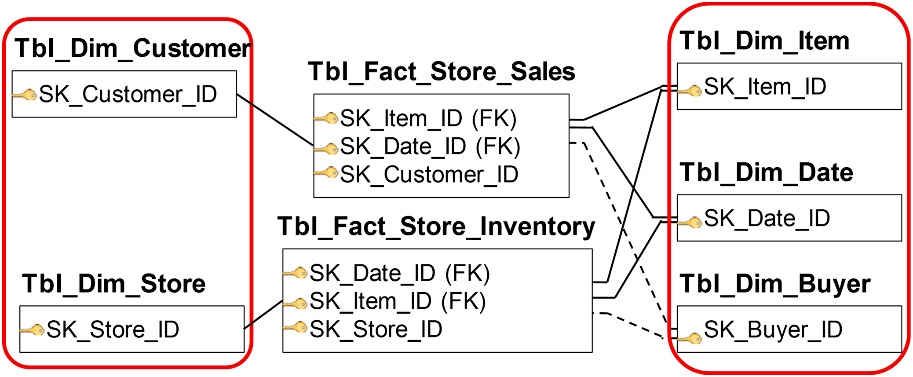 Tbl_Dim_Customer
SK_Customer_ID
Tbl_Fact_Store_Sales
SK_Item_ID (FK)
SK_Date_ID (FK)
SK_Customer_ID
Tbl_Dim_Item
SK_Item_ID
Tbl_Dim_Date
SK_Date_ID
Tbl_Dim_Store
SK_Store_ID
Tbl_Fact_Store_Inventory
SK_Date_ID (FK)
SK_Item_ID (FK)
SK_Store_ID
Tbl_Dim_Buyer
SK_Buyer_ID